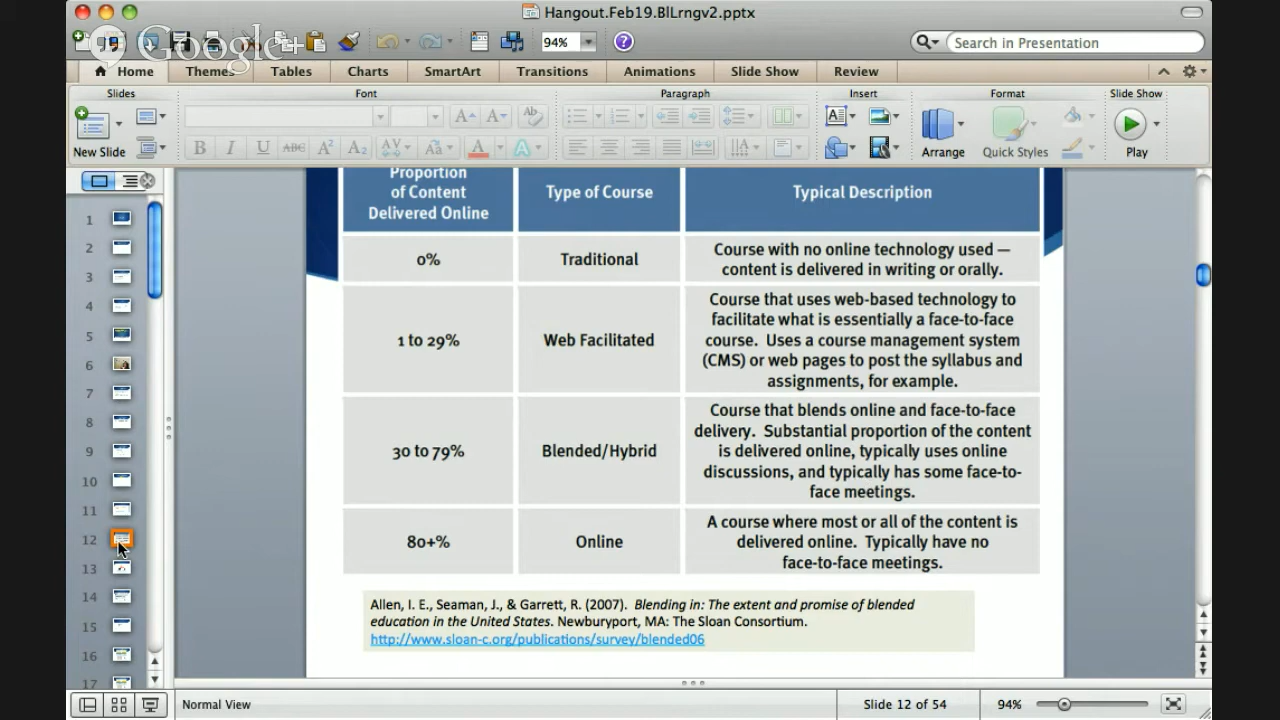 Hangout.Feb19.BlLrngv2.pptx
Google+
94%
Search in Presentation
Home Themes Tables Charts SmartArt Transitions Animations Slide Show Review
Slides Font Paragraph Insert Format Slide Show
New Slide Arrange Quick Styles Play
Proportion
of Content
Delivered Online
Type of Course
Typical Description
0%
Traditional
Course with no online technology used —
content is delivered in writing or orally.
1 to 29%
Web Facilitated
Course that uses web-based technology to
facilitate what is essentially a face-to-face
course. Uses a course management system
(CMS) or web pages to post the syllabus and
assignments, for example.
30 to 79%
Blended/Hybrid
Course that blends online and face-to-face
delivery. Substantial proportion of the content
is delivered online, typically uses online
discussions, and typically has some face-to-
face meetings.
80+%
Online
A course where most or all of the content is
delivered online. Typically have no
face-to-face meetings.
Allen, I. E., Seaman, J., & Garrett, R. (2007). Blending in: The extent and promise of blended
education in the United States. Newburyport, MA: The Sloan Consortium.
http://www.sloan-c.org/publications/survey/blended06
1
2
3
4
5
6
7
8
9
10
11
12
13
14
15
16
17
Normal View
Slide 12 of 54
94%